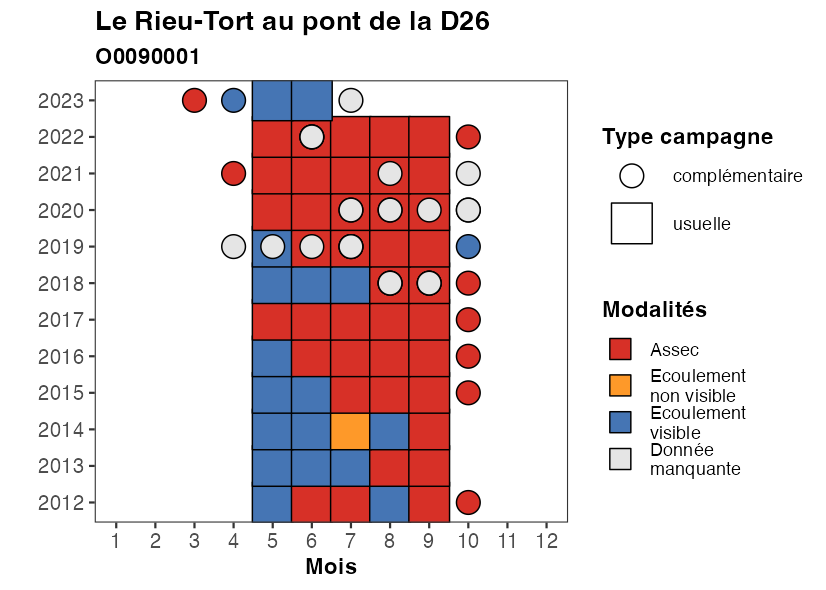 Le Rieu-Tort au pont de la D26
O0090001
2023
2022
2021
2020
2019
2018
2017
2016
2015
2014
2013
2012
1 2 3 4 5 6 7 8 9 10 11 12
Mois
Type campagne
complémentaire
usuelle
Modalités
Assec
Ecoulement
non visible
Ecoulement
visible
Donnée
manquante